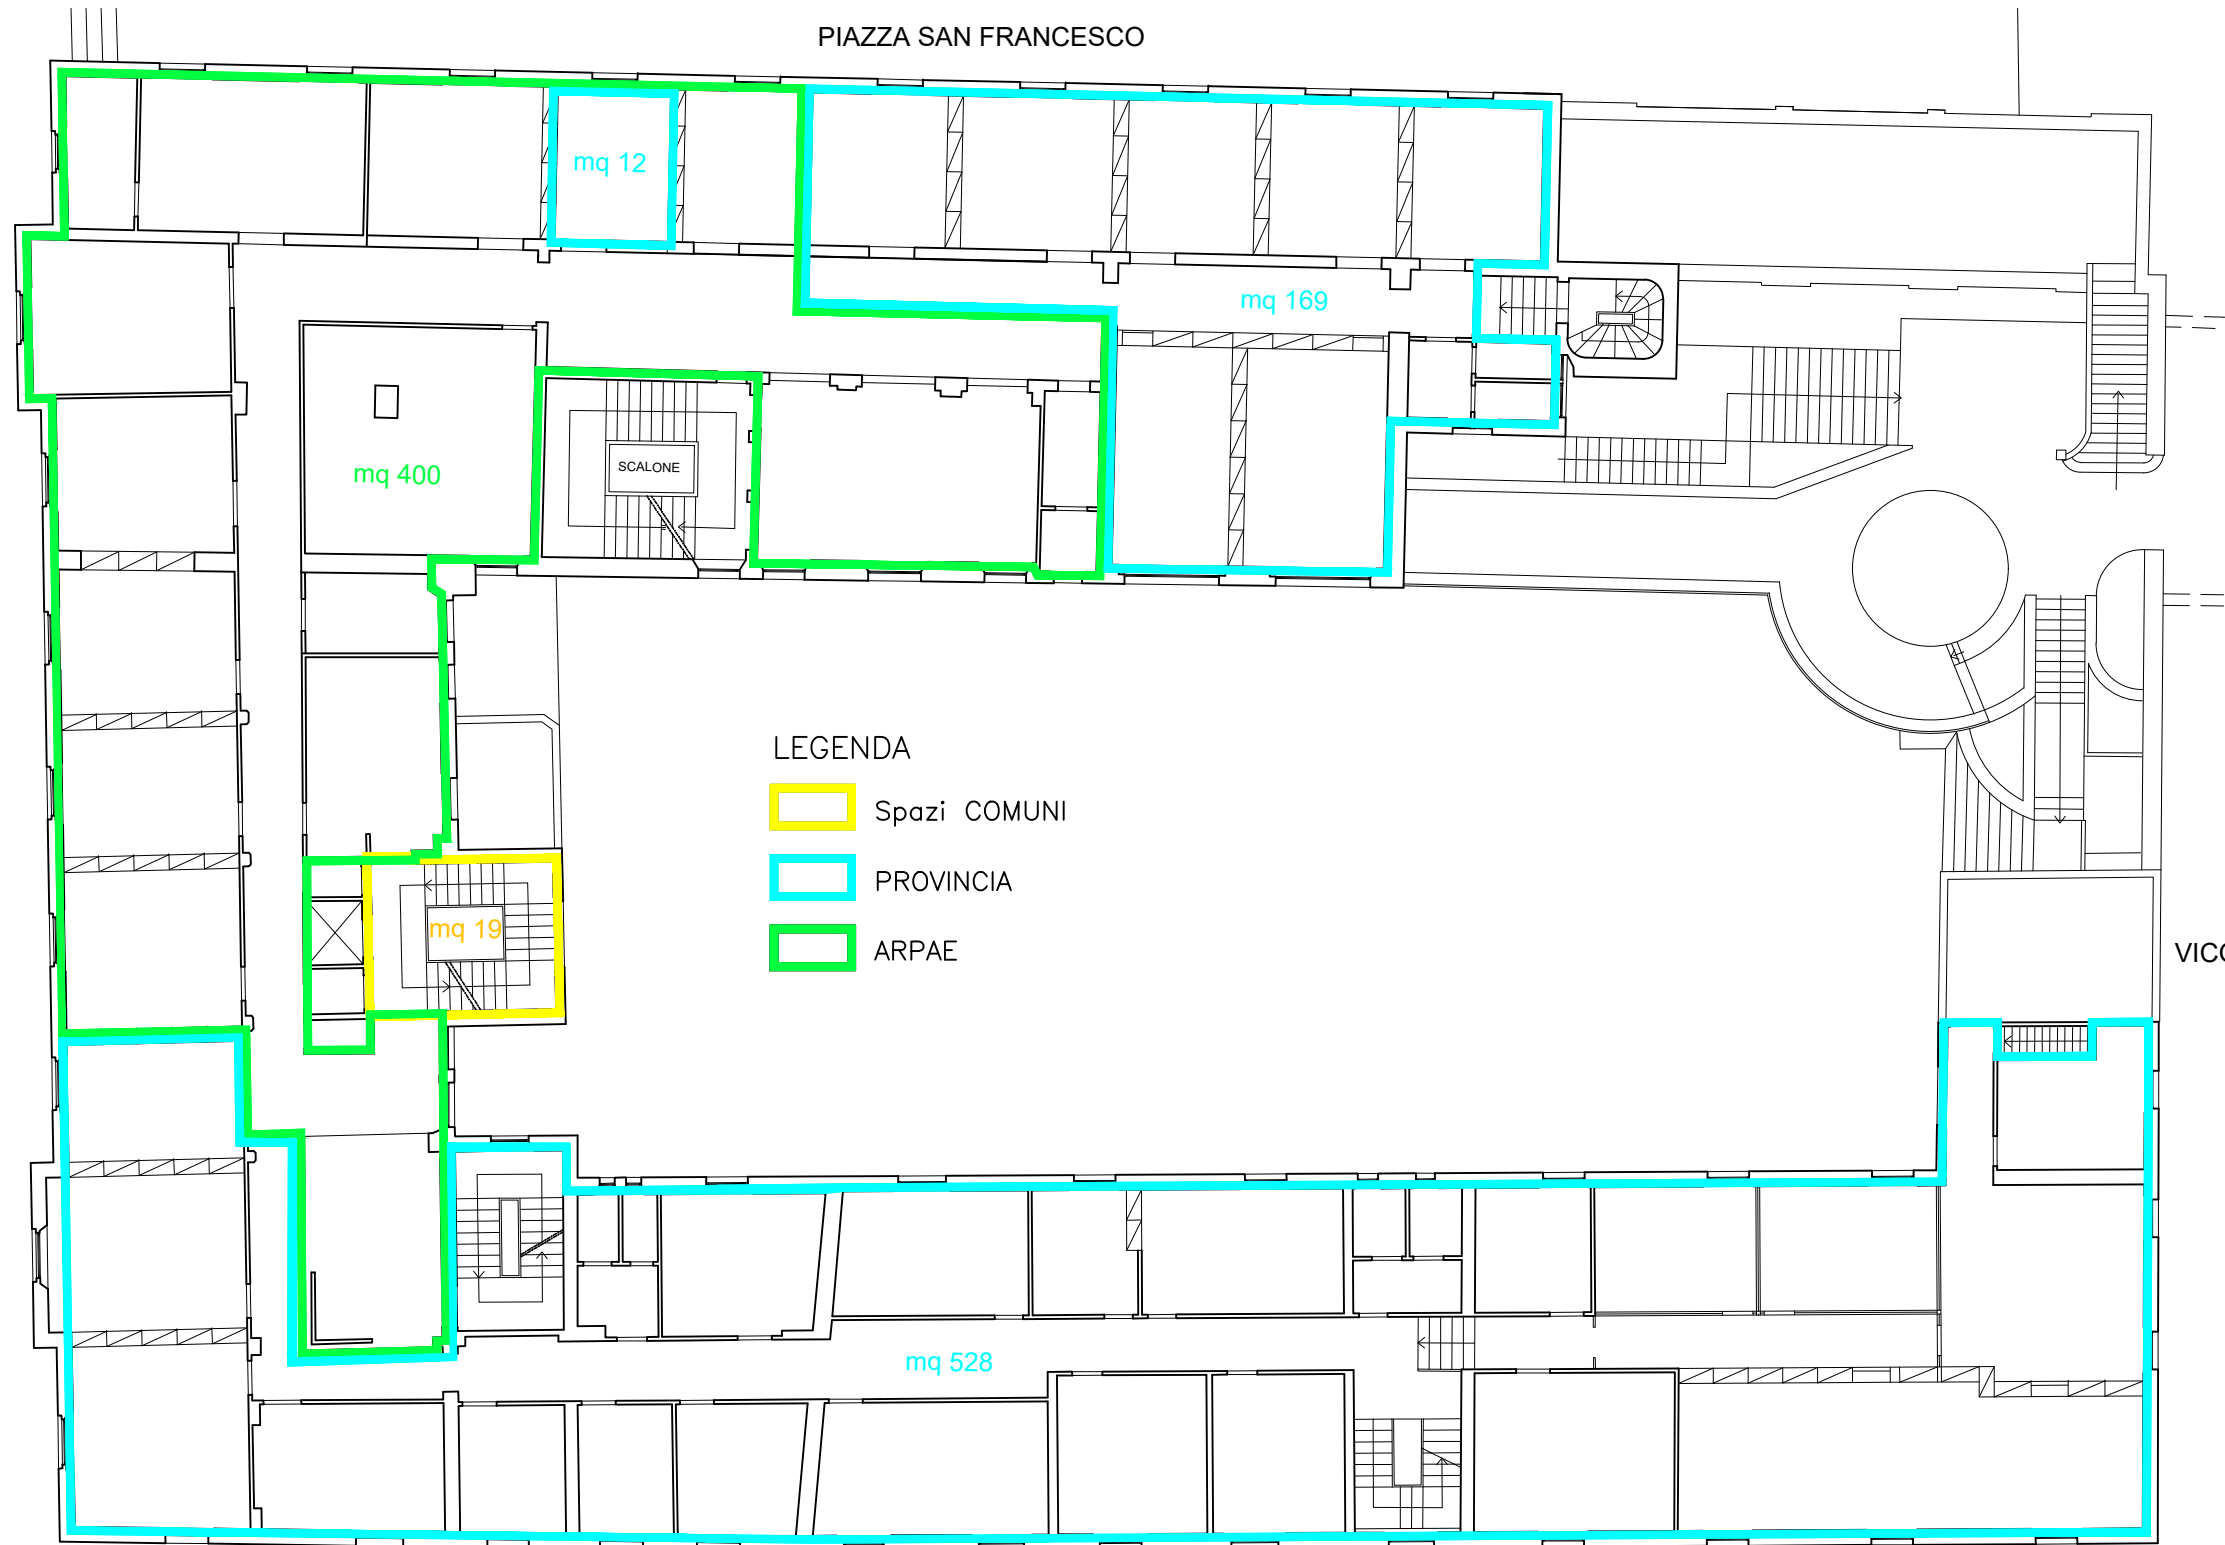 PIAZZA SAN FRANCESCO
mq 12
mq 169
SCALONE
mq 400
LEGENDA
Spazi COMUNI
PROVINCIA
ARPAE
mq 19
VICO
mq 528